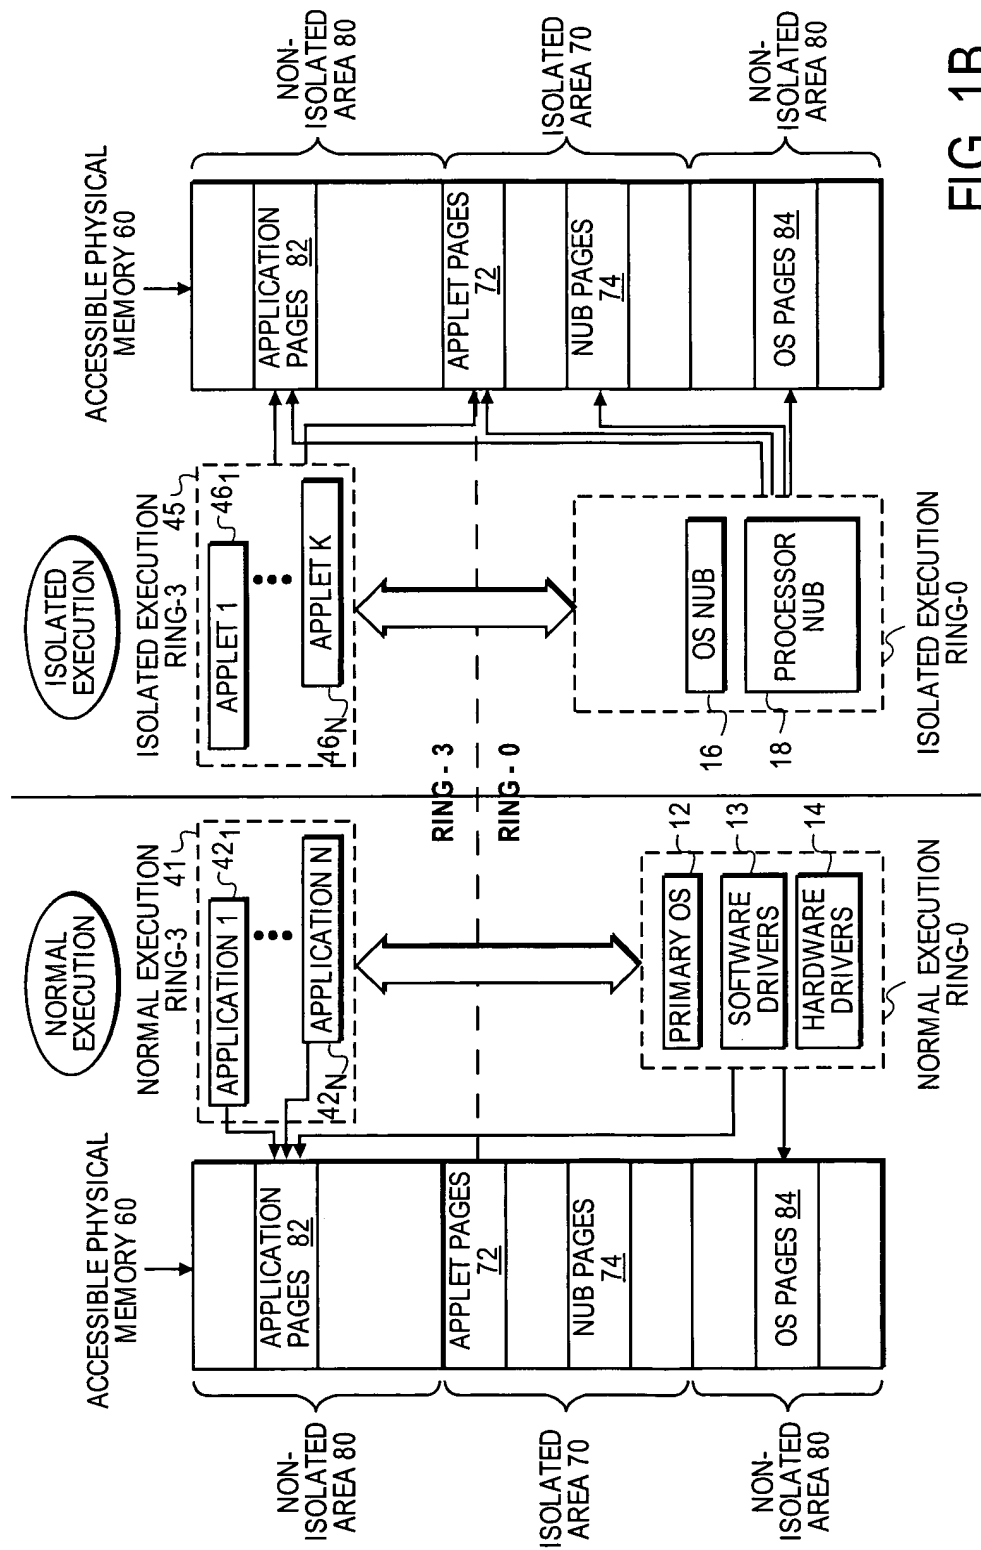 NORMAL
EXECUTION
ISOLATED
EXECUTION
ACCESSIBLE PHYSICAL
MEMORY 60
NORMAL EXECUTION
RING-3
41
ISOLATED EXECUTION
RING-3
45
ACCESSIBLE PHYSICAL
MEMORY 60
NON-
ISOLATED
AREA 80
APPLICATION
PAGES 82
APPLICATION 1
42 1
APPLICATION N
42 N
APPLET 1
46 1
APPLET K
46 N
APPLICATION
PAGES 82
NON-
ISOLATED
AREA 80
RING - 3
RING - 0
ISOLATED
AREA 70
APPLET PAGES
72
NUB PAGES
74
APPLET PAGES
72
NUB PAGES
74
ISOLATED
AREA 70
NON-
ISOLATED
AREA 80
OS PAGES 84
PRIMARY OS
12
SOFTWARE
DRIVERS
13
HARDWARE
DRIVERS
14
16
OS NUB
18
PROCESSOR
NUB
OS PAGES 84
NON-
ISOLATED
AREA 80
NORMAL EXECUTION
RING-0
ISOLATED EXECUTION
RING-0
FIG. 1B